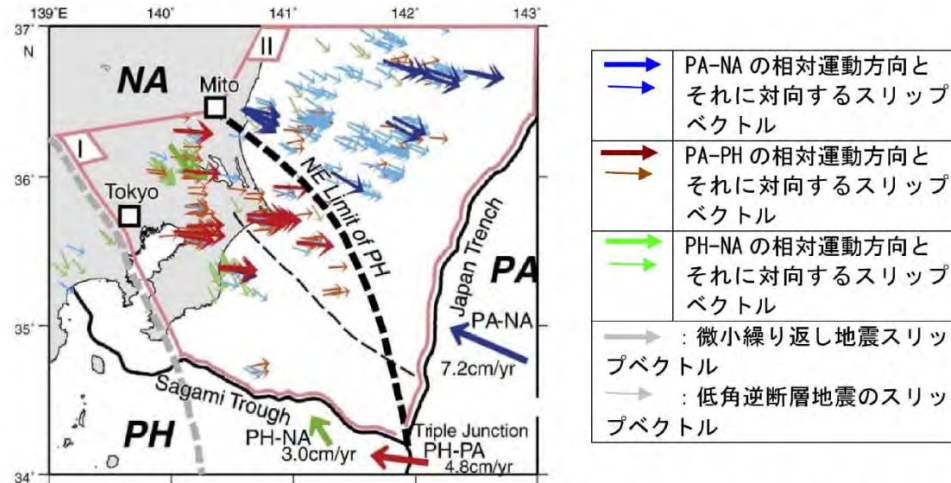 139°E 140° 141° 142° 143°
37°
N
36°
35°
34°
NA
II
Mito
I
Tokyo
NE Limit of PH
Japan Trench
PA
PA-NA
7.2cm/yr
Sagami Trough
PH
PH-NA
3.0cm/yr
Triple Junction
PH-PA
4.8cm/yr
PA-NA の相対運動方向と
それに対向するスリップ
ベクトル
PA-PH の相対運動方向と
それに対向するスリップ
ベクトル
PH-NA の相対運動方向と
それに対向するスリップ
ベクトル
：微小繰り返し地震スリッ
プベクトル
：低角逆断層地震のスリッ
プベクトル